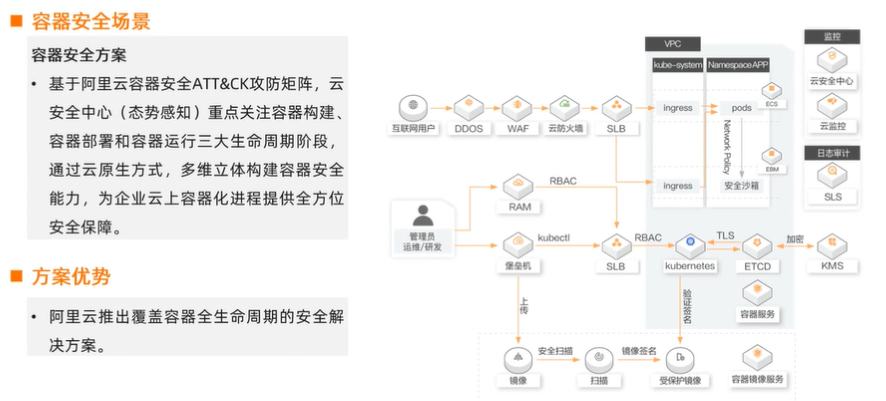 容器安全场景
容器安全方案
• 基于阿里云容器安全ATT&CK攻防矩阵，云
安全中心（态势感知）重点关注容器构建、
容器部署和容器运行三大生命周期阶段，
通过云原生方式，多维立体构建容器安全
能力，为企业云上容器化进程提供全方位
安全保障。
方案优势
• 阿里云推出覆盖容器全生命周期的安全解
决方案。
VPC
监控
kube-system
Namespace APP
云安全中心
ECS
互联网用户
DDOS
WAF
云防火墙
SLB
ingress
pods
云监控
Network Policy
日志审计
EBM
ingress
安全沙箱
SLS
RBAC
RAM
管理员
运维/研发
kubectl
RBAC
TLS
加密
堡垒机
SLB
kubernetes
ETCD
KMS
上传
验证签名
容器服务
安全扫描
镜像签名
镜像
扫描
受保护镜像
容器镜像服务